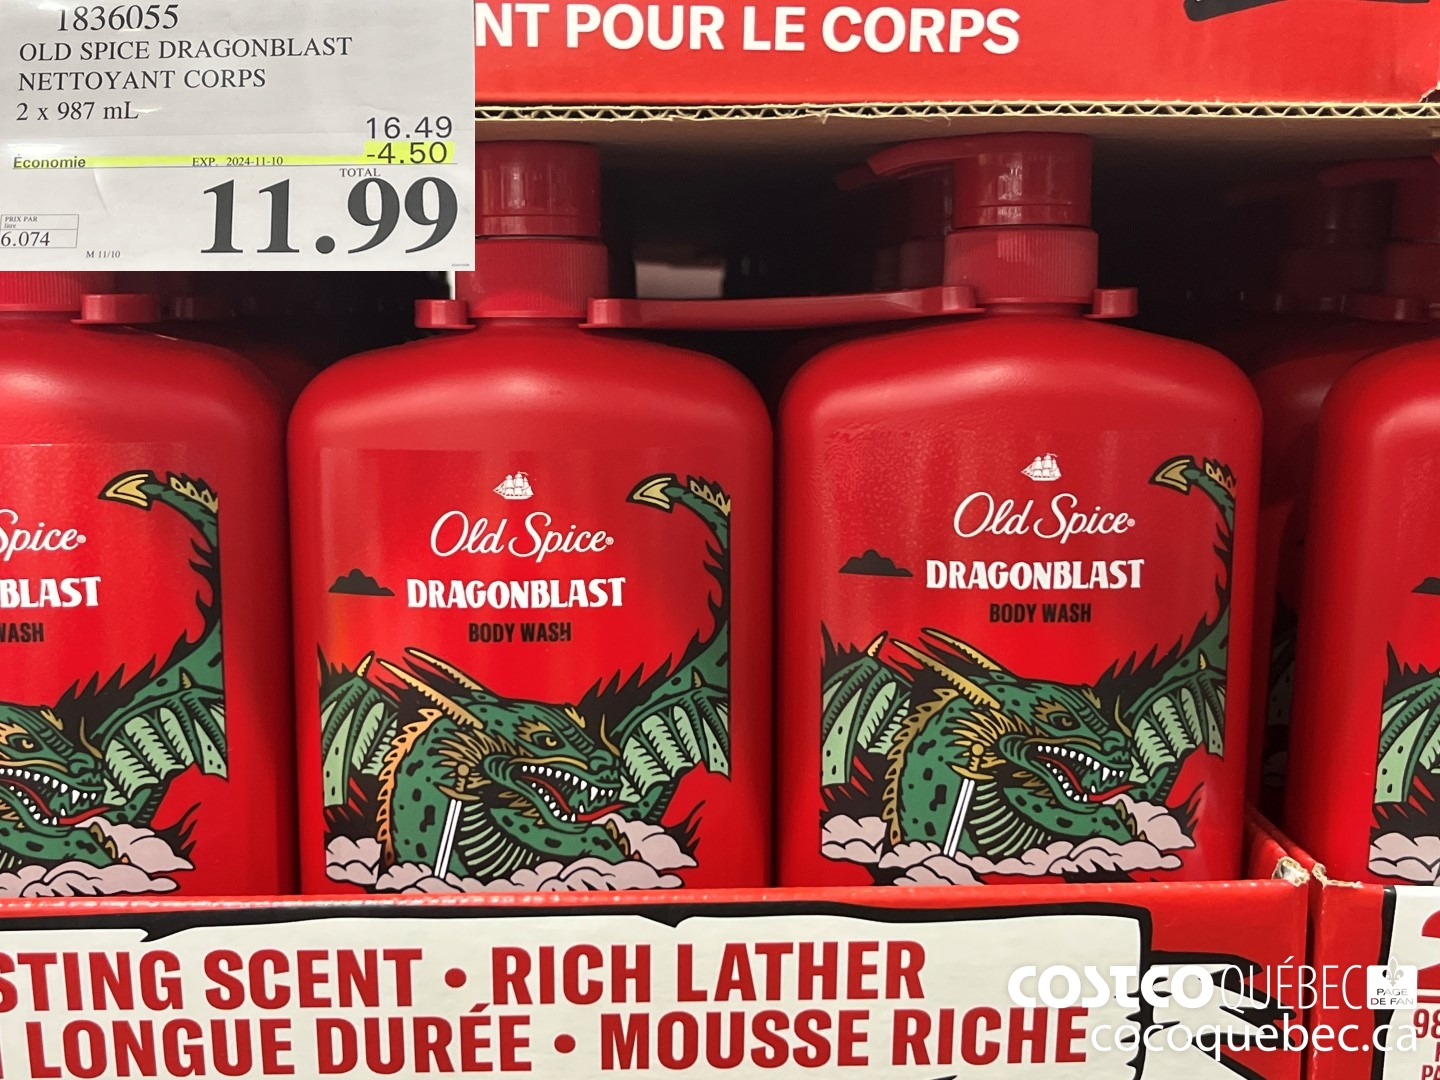 1836055
OLD SPICE DRAGONBLAST
NETTOYANT CORPS
2 x 987 mL
16.49
Économie EXP. 2024-11-10 -4.50
TOTAL
11.99
PRIX PAR
litre
6.074
M 11/10
NT POUR LE CORPS
Spice
BLAST
WASH
Old Spice®
DRAGONBLAST
BODY WASH
Old Spice®
DRAGONBLAST
BODY WASH
STING SCENT • RICH LATHER
LONGUE DURÉE • MOUSSE RICHE
COSTCO QUÉBEC
PAGE
DE FAN
cocoquebec.ca
98
PA